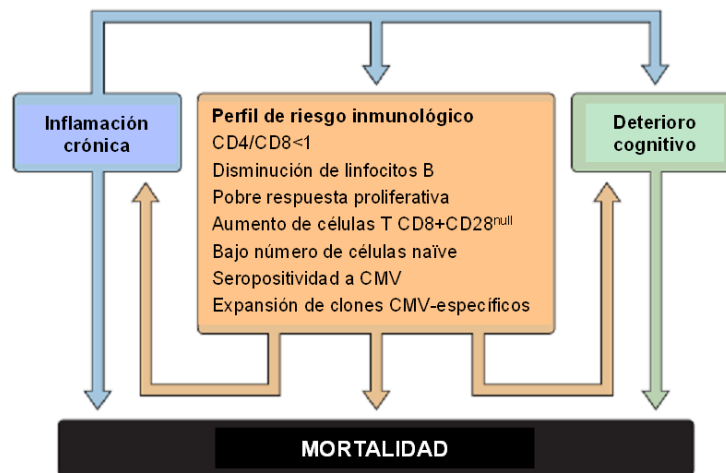 Inflamación
crónica
Perfil de riesgo inmunológico
CD4/CD8<1
Disminución de linfocitos B
Pobre respuesta proliferativa
Aumento de células T CD8+CD28null
Bajo número de células naïve
Seropositividad a CMV
Expansión de clones CMV-específicos
Deterioro
cognitivo
MORTALIDAD